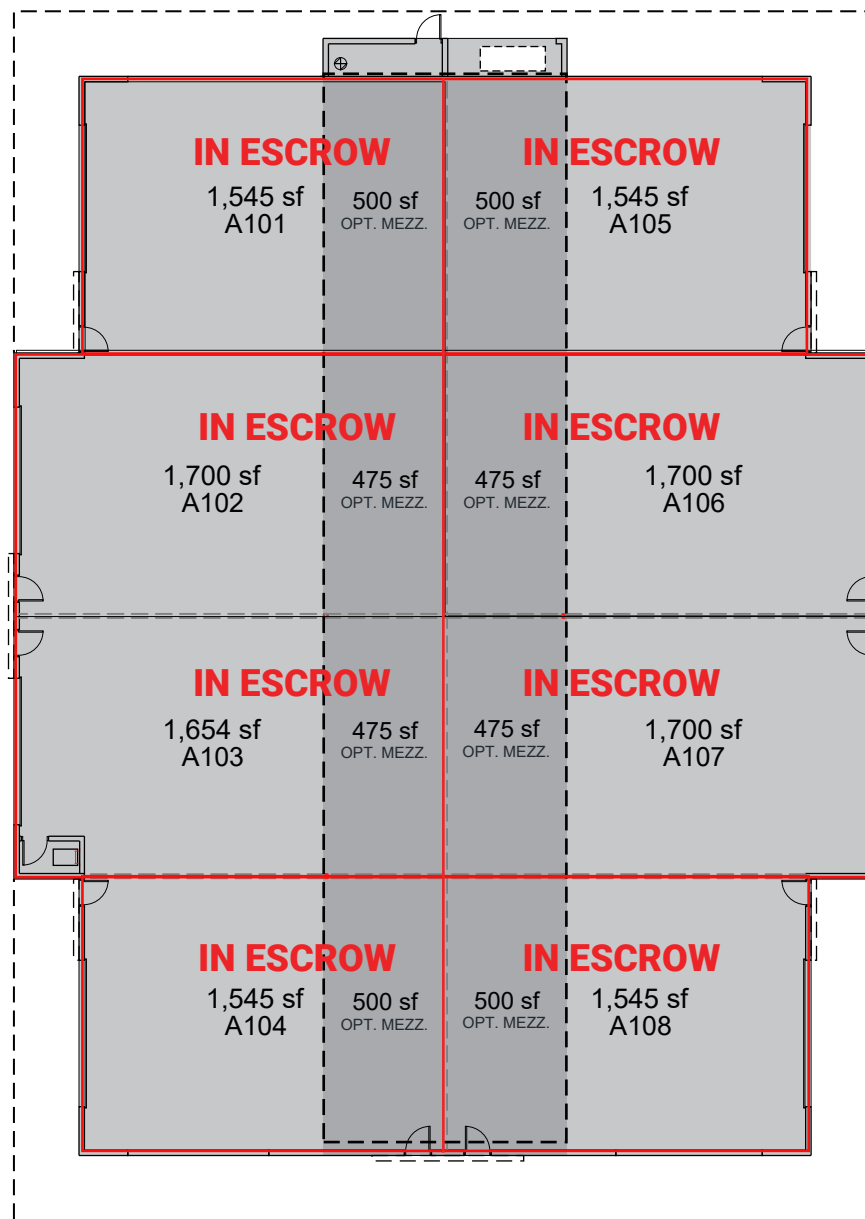 IN ESCROW
1,545 sf
A101
500 sf
OPT. MEZZ.
IN ESCROW
500 sf
OPT. MEZZ.
1,545 sf
A105
IN ESCROW
1,700 sf
A102
475 sf
OPT. MEZZ.
IN ESCROW
475 sf
OPT. MEZZ.
1,700 sf
A106
IN ESCROW
1,654 sf
A103
475 sf
OPT. MEZZ.
IN ESCROW
475 sf
OPT. MEZZ.
1,700 sf
A107
IN ESCROW
1,545 sf
A104
500 sf
OPT. MEZZ.
IN ESCROW
500 sf
OPT. MEZZ.
1,545 sf
A108